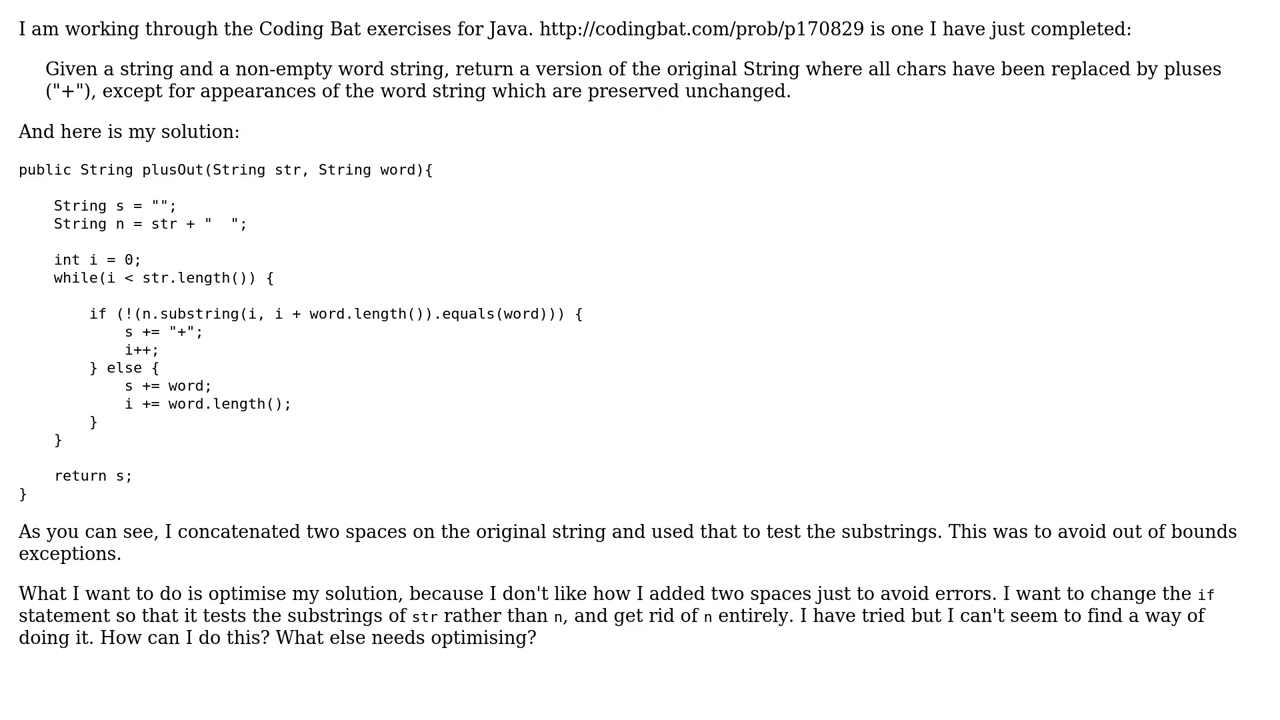 I am working through the Coding Bat exercises for Java. http://codingbat.com/prob/p170829 is one I have just completed:
Given a string and a non-empty word string, return a version of the original String where all chars have been replaced by pluses
("+"), except for appearances of the word string which are preserved unchanged.
And here is my solution:
public String plusOut(String str, String word){
    String s = "";
    String n = str + "  ";
    int i = 0;
    while(i < str.length()) {
        if (!(n.substring(i, i + word.length()).equals(word))) {
            s += "+";
            i++;
        } else {
            s += word;
            i += word.length();
        }
    }
    return s;
}
As you can see, I concatenated two spaces on the original string and used that to test the substrings. This was to avoid out of bounds
exceptions.
What I want to do is optimise my solution, because I don't like how I added two spaces just to avoid errors. I want to change the if
statement so that it tests the substrings of str rather than n, and get rid of n entirely. I have tried but I can't seem to find a way of
doing it. How can I do this? What else needs optimising?